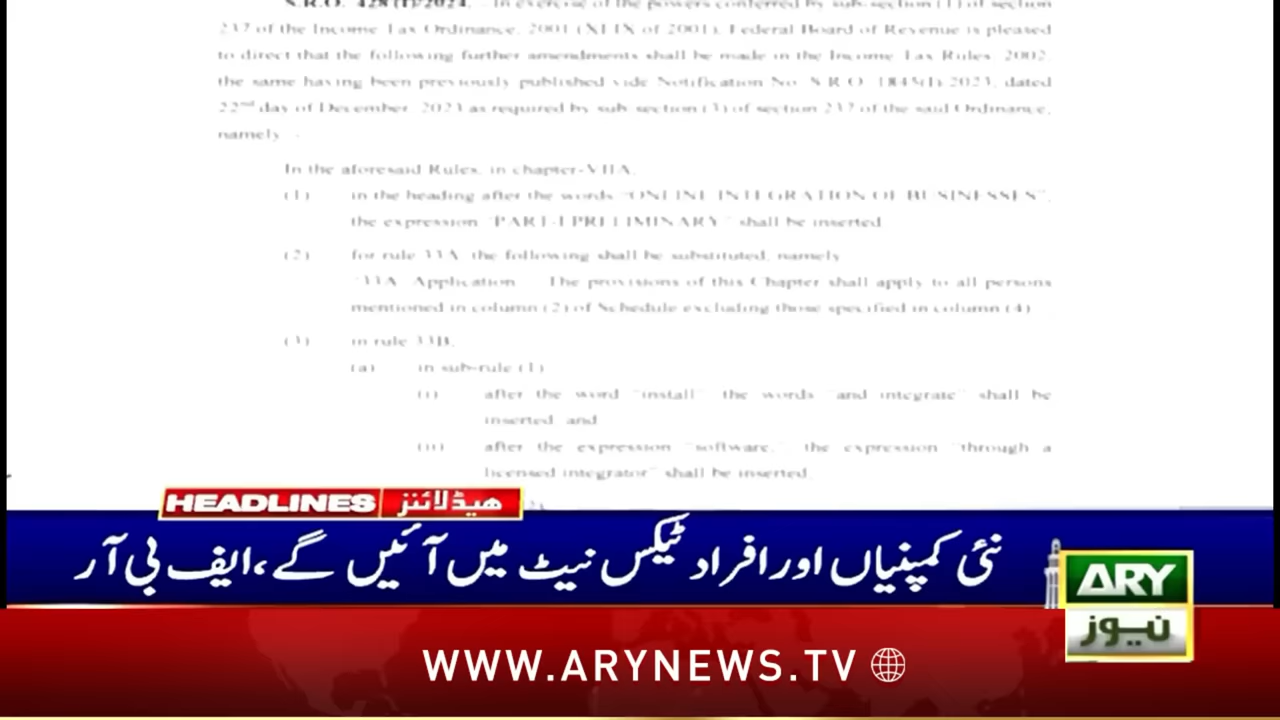 S.R.O. 428(I)/2024. - In exercise of the powers conferred by sub-section (1) of section
237 of the Income Tax Ordinance, 2001 (XLIX of 2001), Federal Board of Revenue is pleased
to direct that the following further amendments shall be made in the Income Tax Rules, 2002,
the same having been previously published vide Notification No. S.R.O. 1845(I)/2023, dated
22nd day of December, 2023 as required by sub-section (3) of section 237 of the said Ordinance,
namely: -
In the aforesaid Rules, in chapter-VIIA,
(1) in the heading after the words "ONLINE INTEGRATION OF BUSINESSES",
the expression "PART-I PRELIMINARY" shall be inserted
(2) for rule 33A, the following shall be substituted, namely
"33A. Application. The provisions of this Chapter shall apply to all persons
mentioned in column (2) of Schedule excluding those specified in column (4)
(3) in rule 33B,
(a) in sub-rule (1)
(i) after the word "install" the words "and integrate" shall be
inserted, and
(ii) after the expression "software," the expression "through a
licensed integrator" shall be inserted.
HEADLINES ہیڈلائنز
نئی کمپنیاں اور افراد ٹیکس نیٹ میں آئیں گے، ایف بی آر
ARY
نیوز
WWW.ARYNEWS.TV